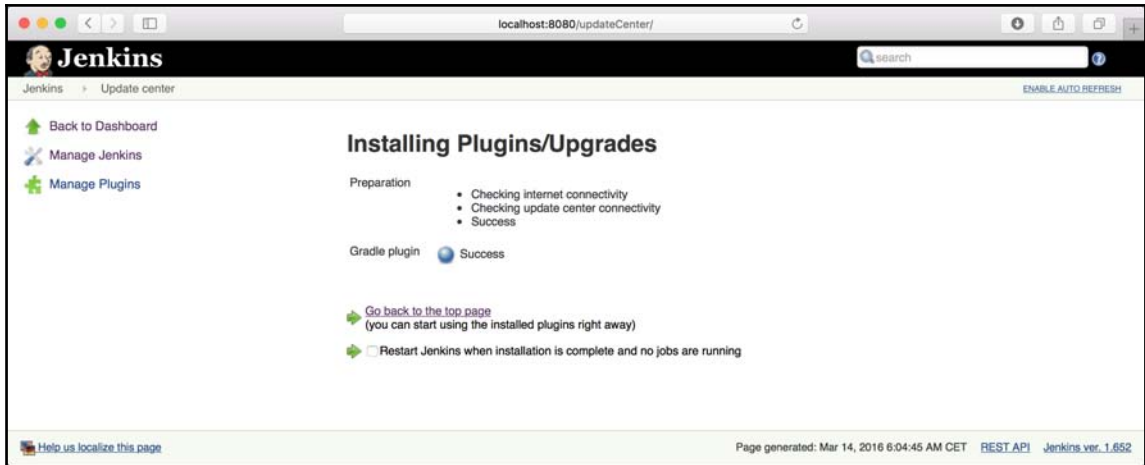 localhost:8080/updateCenter/
Jenkins
search
Jenkins
Update center
ENABLE AUTO REFRESH
Back to Dashboard
Manage Jenkins
Manage Plugins
Installing Plugins/Upgrades
Preparation
Checking internet connectivity
Checking update center connectivity
Success
Gradle plugin
Success
Go back to the top page
(you can start using the installed plugins right away)
Restart Jenkins when installation is complete and no jobs are running
Help us localize this page
Page generated: Mar 14, 2016 6:04:45 AM CET
REST API
Jenkins ver. 1.652